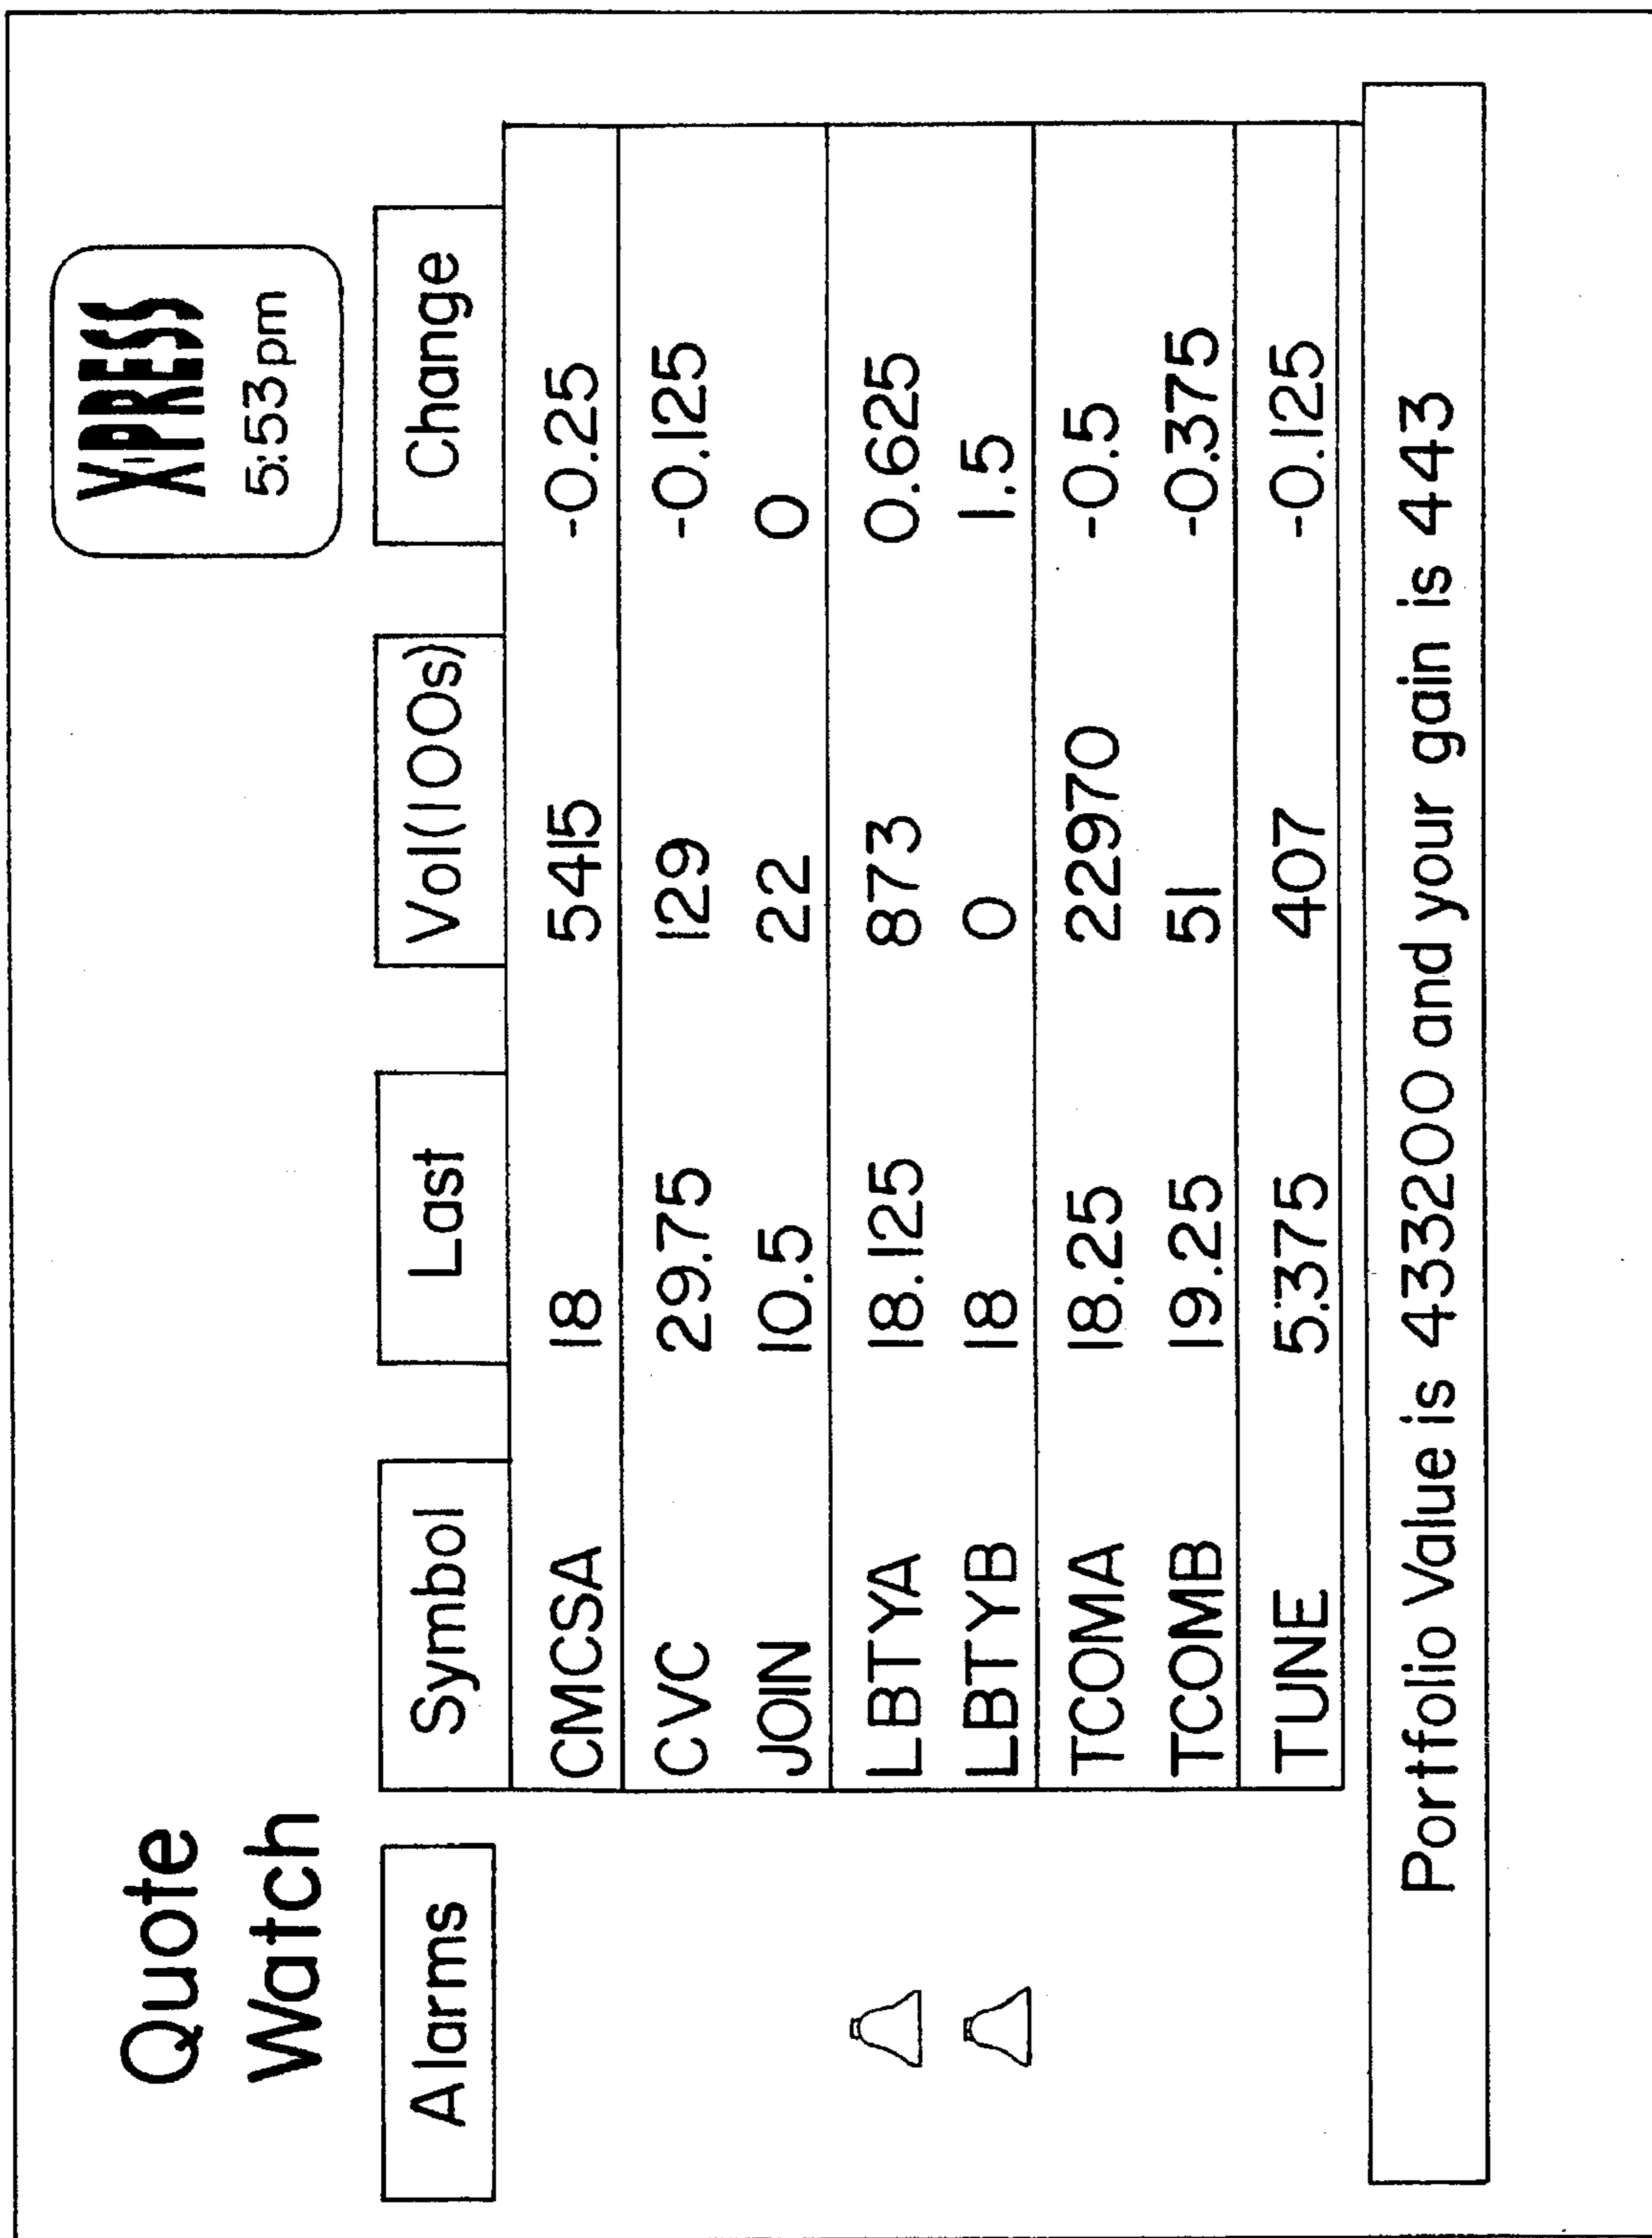 Quote
Watch
XPRESS
5:53pm
Alarms Symbol Last Vol(100s) Change
CMCSA 18 5415 -0.25
CVC 29.75 129 -0.125
JOIN 10.5 22 0
LBTYA 18.125 873 0.625
LBTYB 18 0 1.5
TCOMA 18.25 22970 -0.5
TCOMB 19.25 51 -0.375
TUNE 5.375 407 -0.125
Portfolio Value is 433200 and your gain is 443